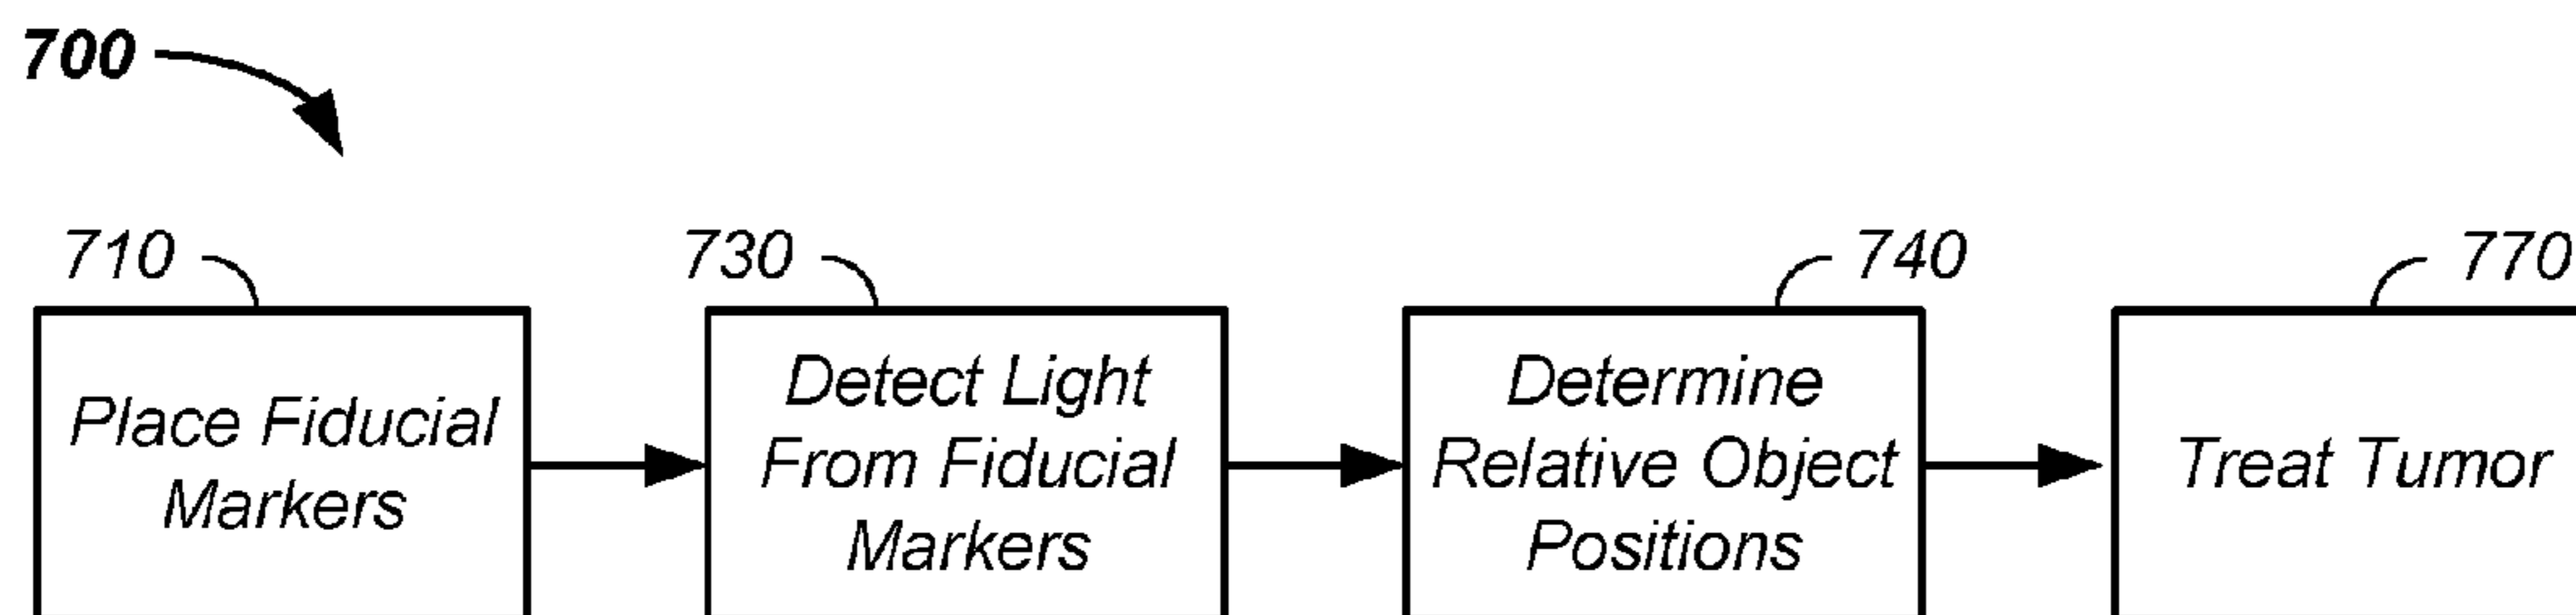 700
710
730
740
770
Place Fiducial
Markers
Detect Light
From Fiducial
Markers
Determine
Relative Object
Positions
Treat Tumor